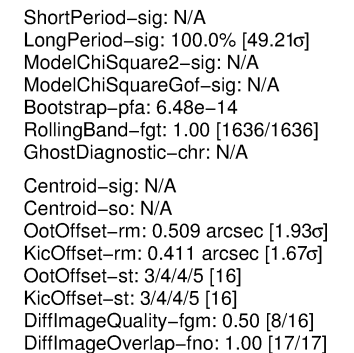 ShortPeriod−sig: N/A
LongPeriod−sig: 100.0% [49.21σ]
ModelChiSquare2−sig: N/A
ModelChiSquareGof−sig: N/A
Bootstrap−pfa: 6.48e−14
RollingBand−fgt: 1.00 [1636/1636]
GhostDiagnostic−chr: N/A
Centroid−sig: N/A
Centroid−so: N/A
OotOffset−rm: 0.509 arcsec [1.93σ]
KicOffset−rm: 0.411 arcsec [1.67σ]
OotOffset−st: 3/4/4/5 [16]
KicOffset−st: 3/4/4/5 [16]
DiffImageQuality−fgm: 0.50 [8/16]
DiffImageOverlap−fno: 1.00 [17/17]